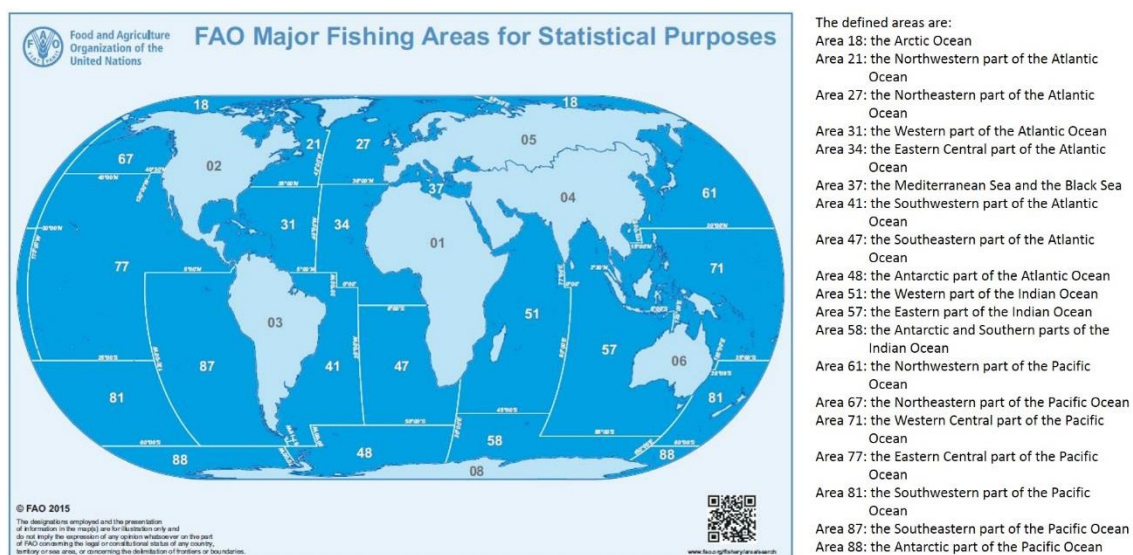 Food and Agriculture
Organization of the
United Nations
FAO Major Fishing Areas for Statistical Purposes
18
18
67
02
21
27
05
37
04
61
31
34
01
77
71
03
51
57
87
41
47
06
81
81
88
48
58
08
88
© FAO 2015
The designations employed and the presentation
of information in the map(s) are for illustration only and
do not imply the expression of any opinion whatsoever on the part
of FAO concerning the legal or constitutional status of any country,
territory or sea area, or concerning the delimitation of frontiers or boundaries.
www.fao.org/fishery/area/search
The defined areas are:
Area 18: the Arctic Ocean
Area 21: the Northwestern part of the Atlantic
Ocean
Area 27: the Northeastern part of the Atlantic
Ocean
Area 31: the Western part of the Atlantic Ocean
Area 34: the Eastern Central part of the Atlantic
Ocean
Area 37: the Mediterranean Sea and the Black Sea
Area 41: the Southwestern part of the Atlantic
Ocean
Area 47: the Southeastern part of the Atlantic
Ocean
Area 48: the Antarctic part of the Atlantic Ocean
Area 51: the Western part of the Indian Ocean
Area 57: the Eastern part of the Indian Ocean
Area 58: the Antarctic and Southern parts of the
Indian Ocean
Area 61: the Northwestern part of the Pacific
Ocean
Area 67: the Northeastern part of the Pacific Ocean
Area 71: the Western Central part of the Pacific
Ocean
Area 77: the Eastern Central part of the Pacific
Ocean
Area 81: the Southwestern part of the Pacific
Ocean
Area 87: the Southeastern part of the Pacific Ocean
Area 88: the Antarctic part of the Pacific Ocean